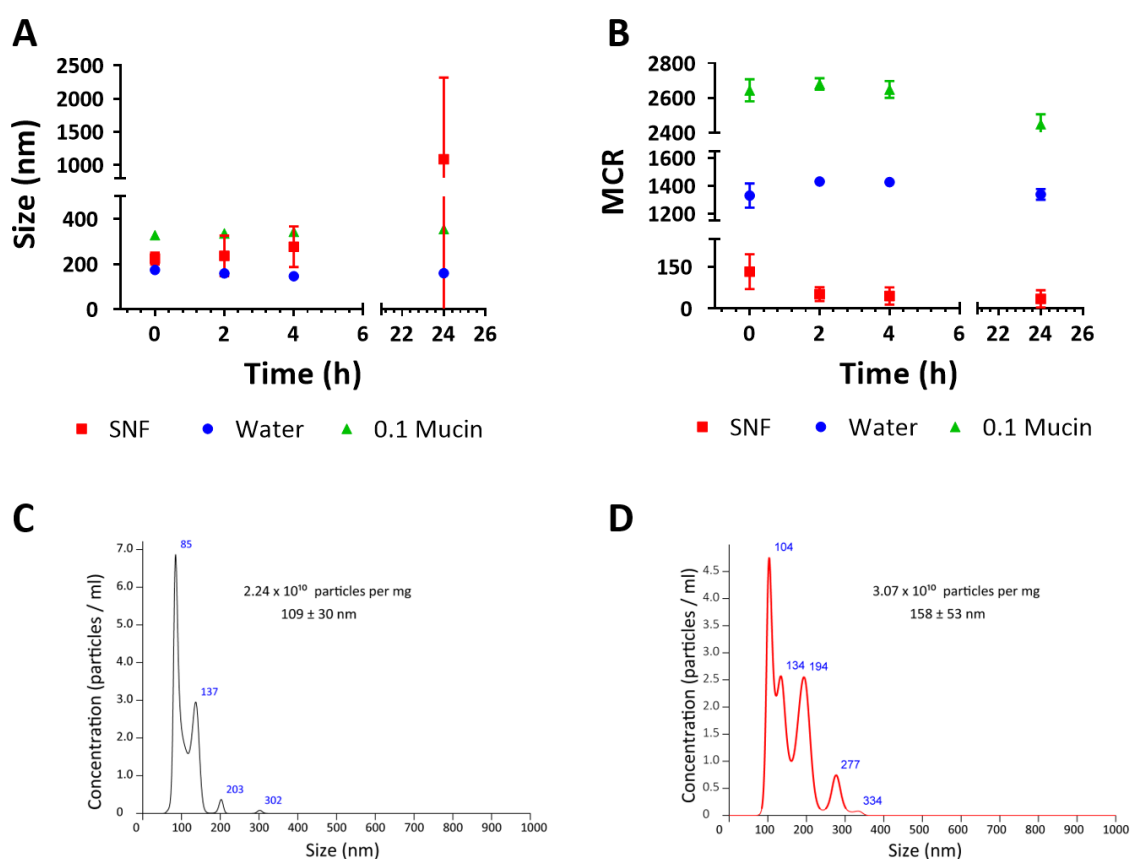 A
Size (nm)
2500
2000
1500
1000
400
200
0
0 2 4 6 22 24 26
Time (h)
SNF Water 0.1 Mucin
B
MCR
2800
2600
2400
1600
1400
1200
150
0
0 2 4 6 22 24 26
Time (h)
SNF Water 0.1 Mucin
C
Concentration (particles / ml)
7.0
6.0
5.0
4.0
3.0
2.0
1.0
0
85
137
203
302
2.24 x 10¹⁰ particles per mg
109 ± 30 nm
0 100 200 300 400 500 600 700 800 900 1000
Size (nm)
D
Concentration (particles / ml)
4.5
4.0
3.5
3.0
2.5
2.0
1.5
1.0
0.5
0
104
134 194
277
334
3.07 x 10¹⁰ particles per mg
158 ± 53 nm
0 100 200 300 400 500 600 700 800 900 1000
Size (nm)